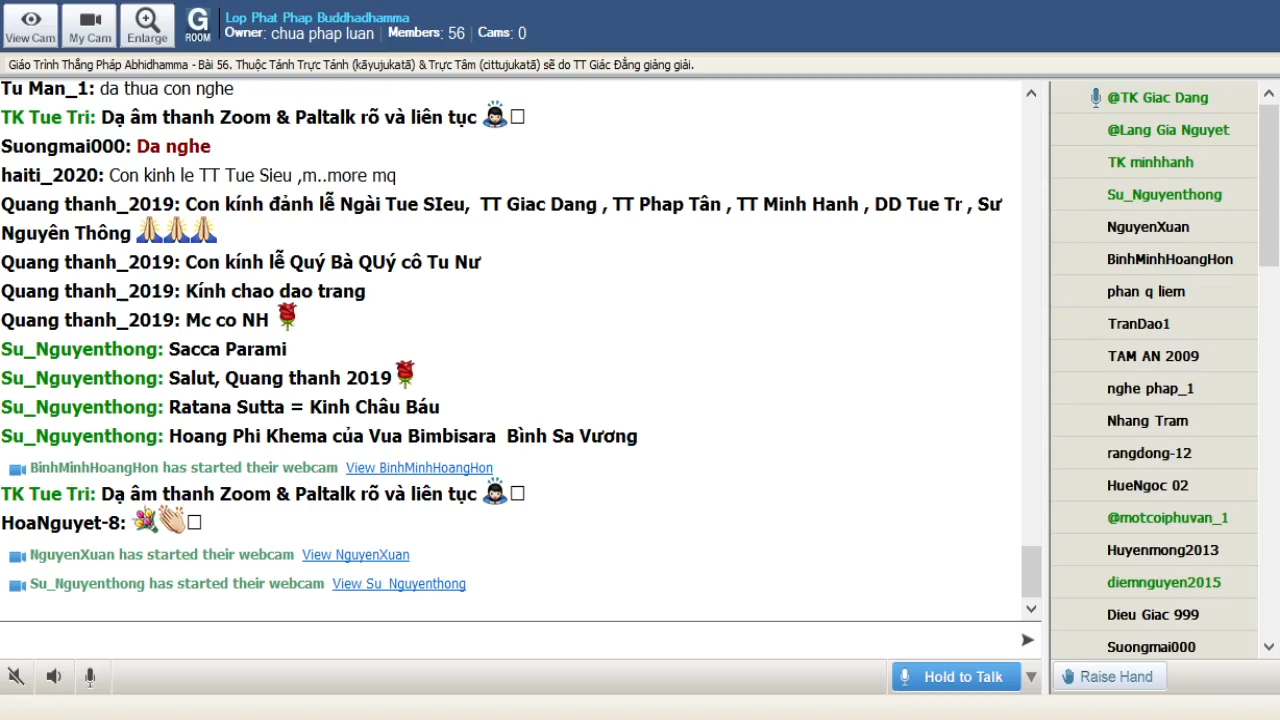 View Cam
My Cam
Enlarge
G
ROOM
Lop Phat Phap Buddhadhamma
Owner: chua phap luan
Members: 56
Cams: 0
Giáo Trình Thắng Pháp Abhidhamma - Bài 56. Thuộc Tánh Trực Tánh (kāyujukatā) & Trực Tâm (cittujukatā) sẽ do TT Giác Đẳng giảng giải.
Tu Man_1: da thua con nghe
TK Tue Tri: Dạ âm thanh Zoom & Paltalk rõ và liên tục
Suongmai000: Da nghe
haiti_2020: Con kinh le TT Tue Sieu ,m..more mq
Quang thanh_2019: Con kính đảnh lễ Ngài Tue SIeu, TT Giac Dang , TT Phap Tân , TT Minh Hanh , DD Tue Tr , Sư
Nguyên Thông 🙏🙏🙏
Quang thanh_2019: Con kính lễ Quý Bà QUý cô Tu Nư
Quang thanh_2019: Kính chao dao trang
Quang thanh_2019: Mc co NH 🌹
Su_Nguyenthong: Sacca Parami
Su_Nguyenthong: Salut, Quang thanh 2019🌹
Su_Nguyenthong: Ratana Sutta = Kinh Châu Báu
Su_Nguyenthong: Hoang Phi Khema của Vua Bimbisara Bình Sa Vương
BinhMinhHoangHon has started their webcam View BinhMinhHoangHon
TK Tue Tri: Dạ âm thanh Zoom & Paltalk rõ và liên tục
HoaNguyet-8: 💐👏
NguyenXuan has started their webcam View NguyenXuan
Su_Nguyenthong has started their webcam View Su_Nguyenthong
Hold to Talk
@TK Giac Dang
@Lang Gia Nguyet
TK minhhanh
Su_Nguyenthong
NguyenXuan
BinhMinhHoangHon
phan q liem
TranDao1
TAM AN 2009
nghe phap_1
Nhang Tram
rangdong-12
HueNgoc 02
@motcoiphuvan_1
Huyenmong2013
diemnguyen2015
Dieu Giac 999
Suongmai000
Raise Hand